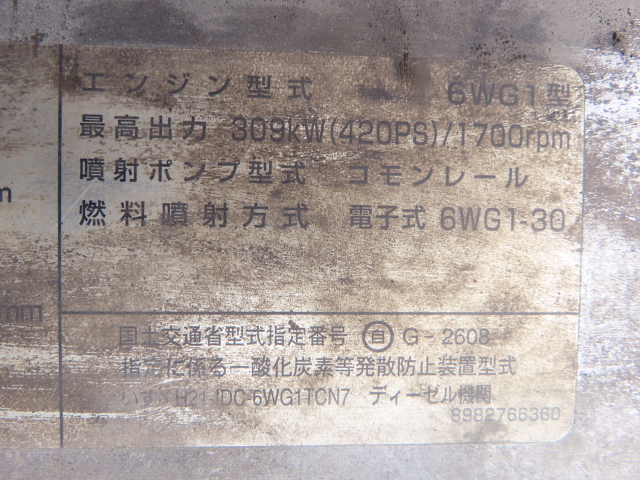 エンジン型式 6WG1型
最高出力 309kW(420PS)/1700rpm
噴射ポンプ型式 コモンレール
m
燃料噴射方式 電子式 6WG1-30
mm
国土交通省型式指定番号 ㊀自 G-2608
指定に係る一酸化炭素等発散防止装置型式
いすゞH21-IDC-6WG1TCN7 ディーゼル機関
8982766360